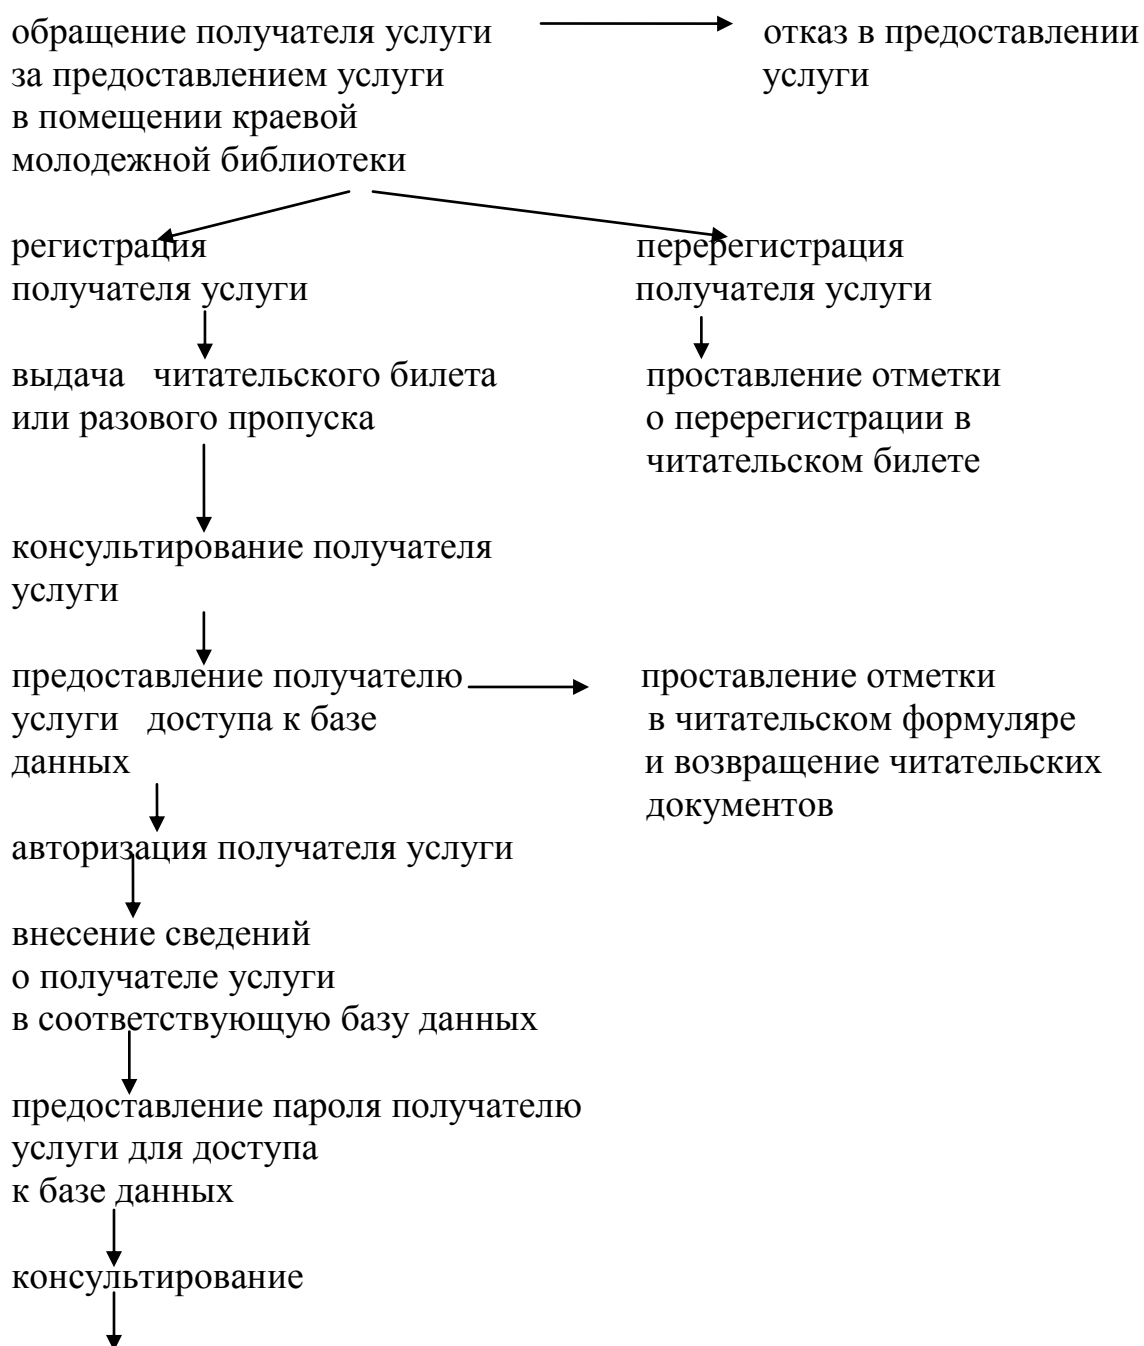 обращение получателя услуги
за предоставлением услуги
в помещении краевой
молодежной библиотеки
отказ в предоставлении
услуги
регистрация
получателя услуги
перерегистрация
получателя услуги
выдача читательского билета
или разового пропуска
проставление отметки
о перерегистрации в
читательском билете
консультирование получателя
услуги
предоставление получателю
услуги доступа к базе
данных
проставление отметки
в читательском формуляре
и возвращение читательских
документов
авторизация получателя услуги
внесение сведений
о получателе услуги
в соответствующую базу данных
предоставление пароля получателю
услуги для доступа
к базе данных
консультирование